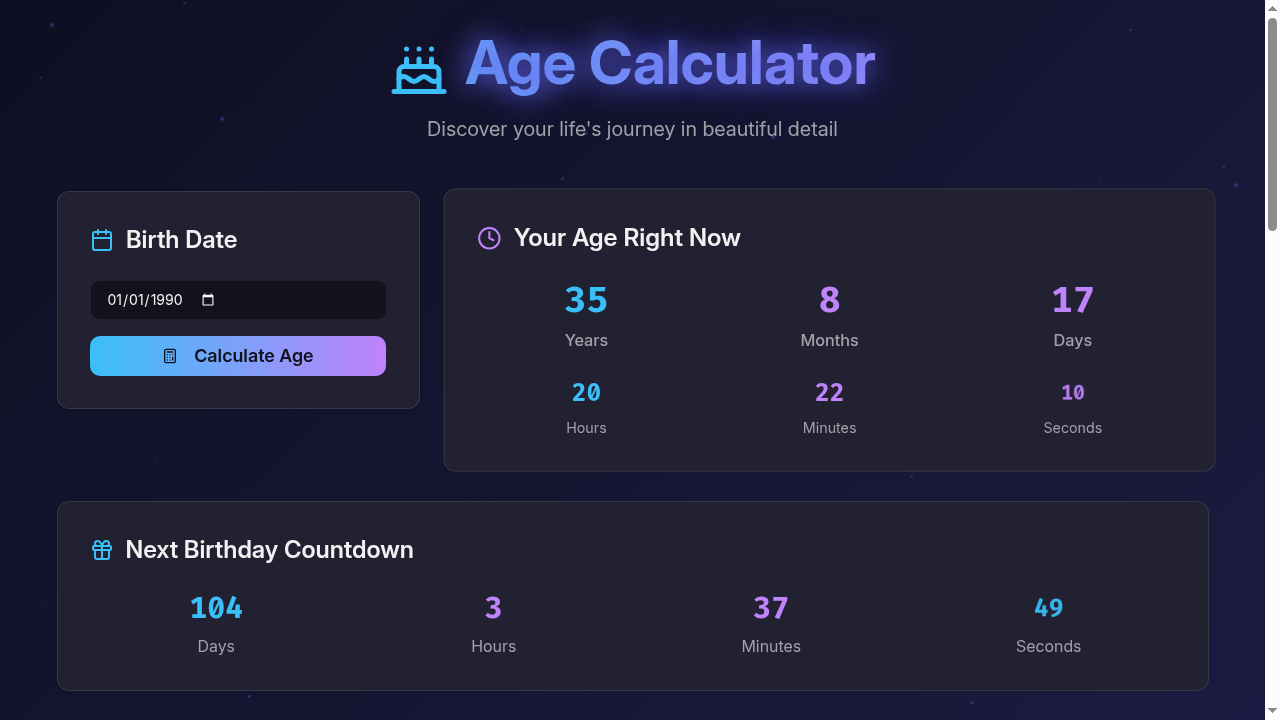 Age Calculator
Discover your life's journey in beautiful detail
Birth Date
01/01/1990
Calculate Age
Your Age Right Now
35 8 17
Years Months Days
20 22 10
Hours Minutes Seconds
Next Birthday Countdown
104 3 37 49
Days Hours Minutes Seconds